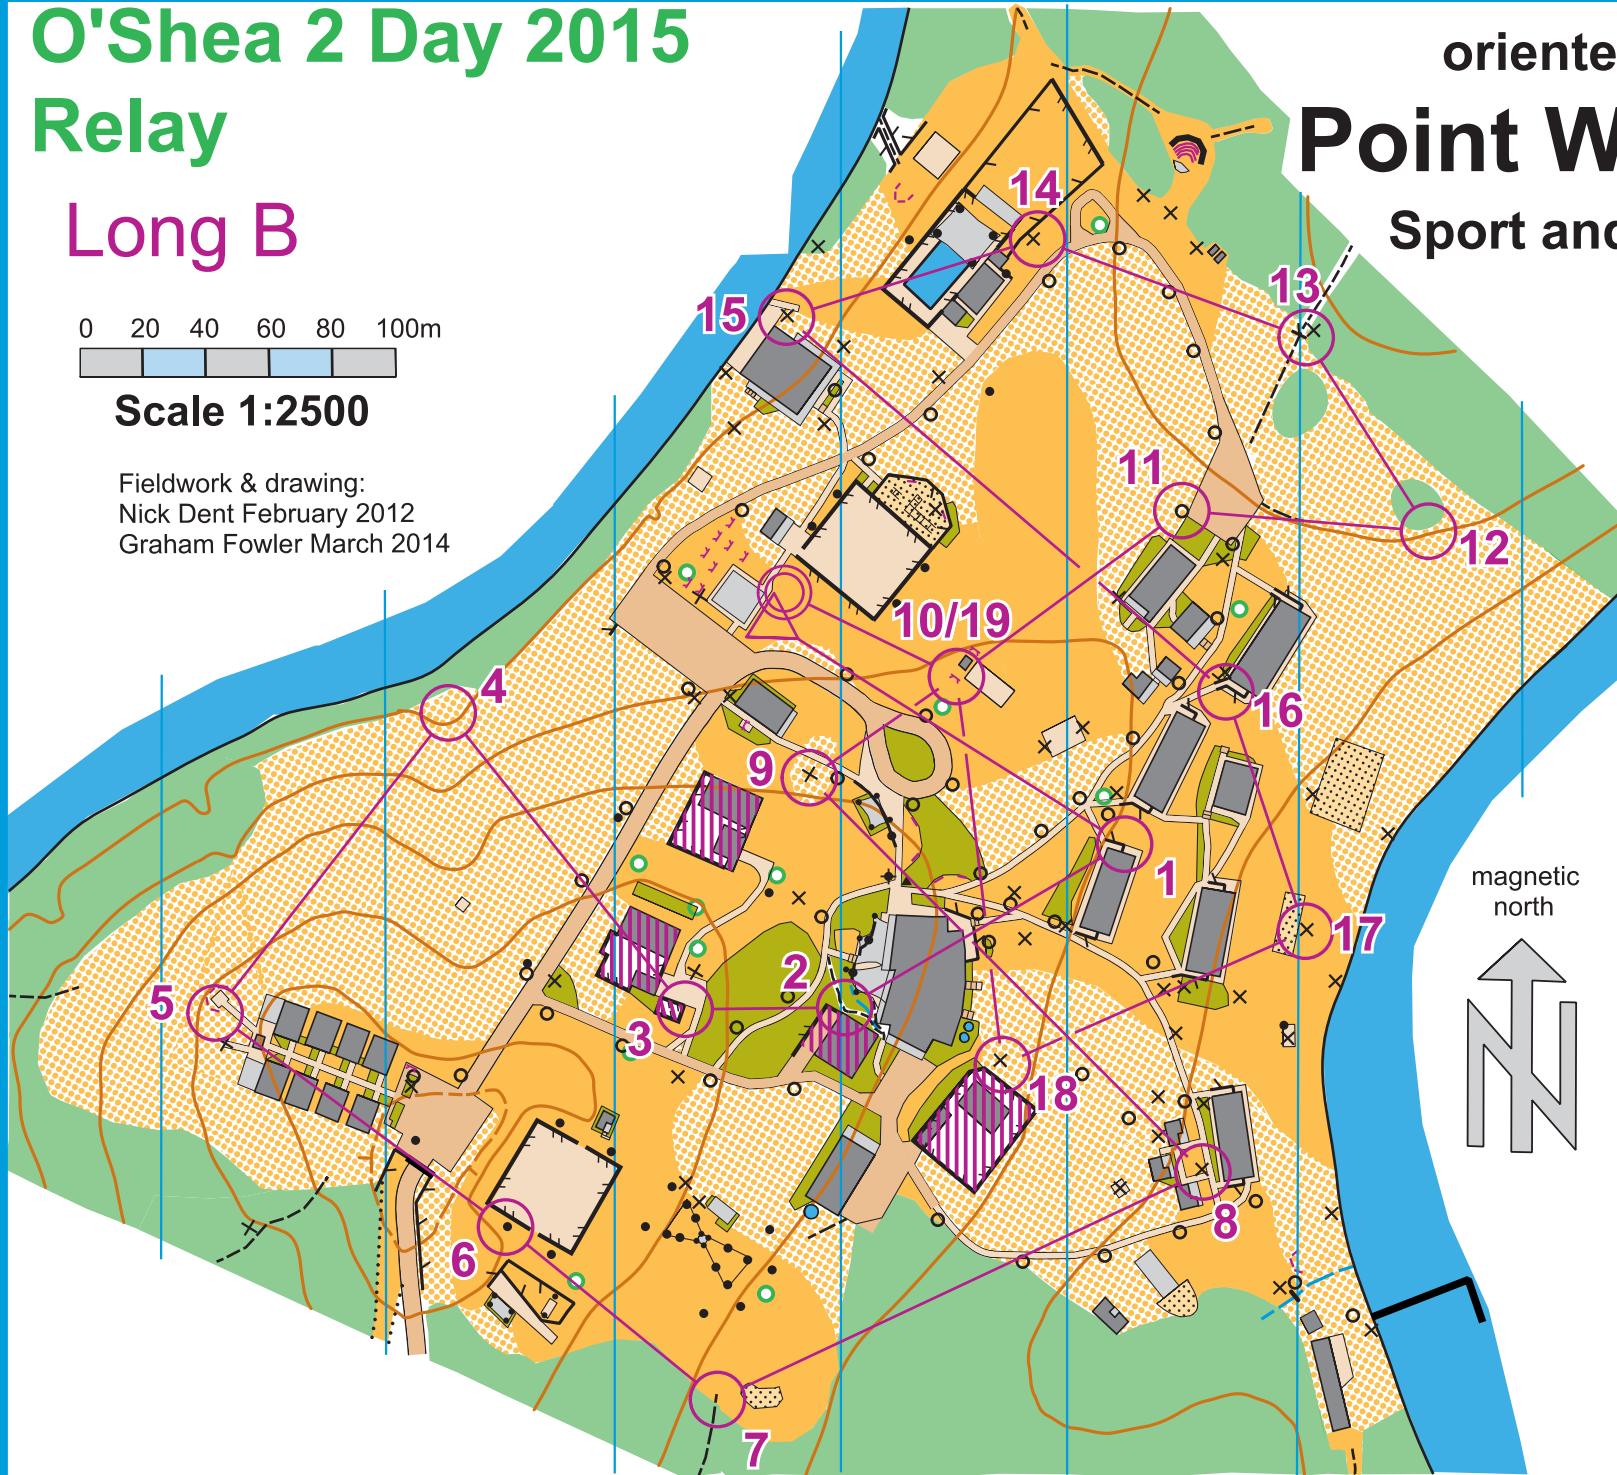 O'Shea 2 Day 2015
Relay
Long B
0 20 40 60 80 100m
Scale 1:2500
Fieldwork & drawing:
Nick Dent February 2012
Graham Fowler March 2014
oriente
Point W
Sport and
14
13
15
11
12
10/19
4
16
9
1
17
2
5
3
18
8
6
7
magnetic
north